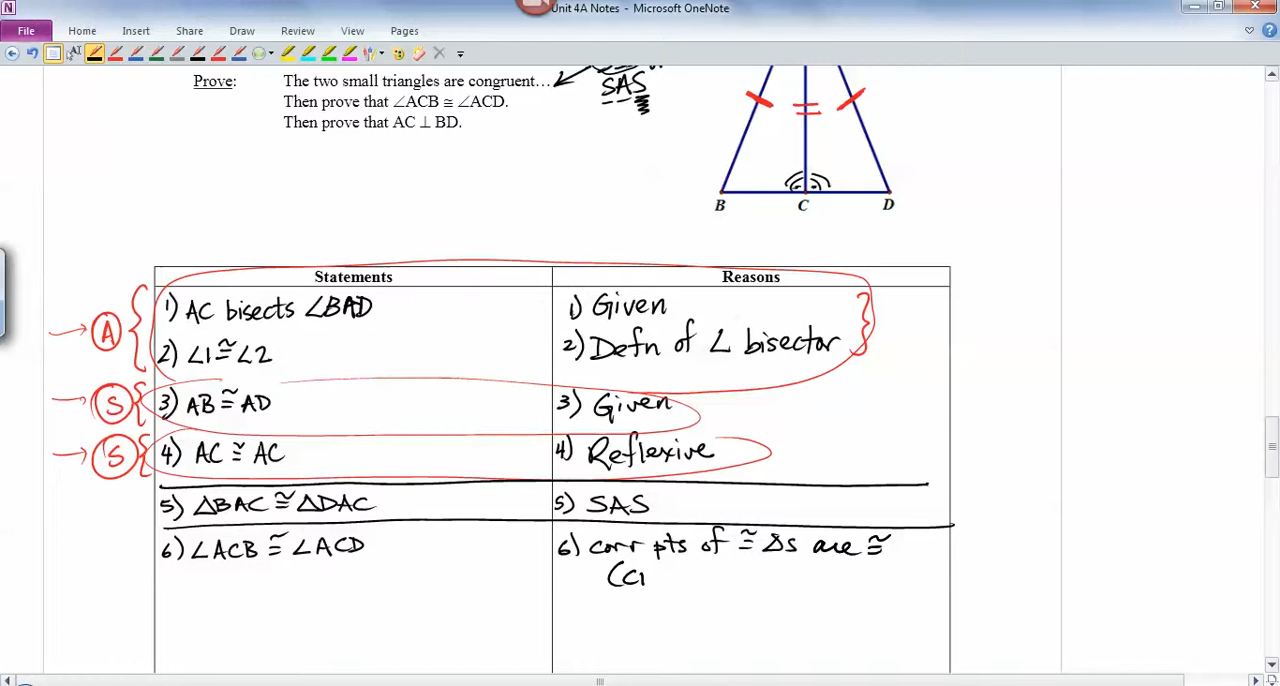 Unit 4A Notes - Microsoft OneNote
File Home Insert Share Draw Review View Pages
Prove: The two small triangles are congruent…
SAS
Then prove that ∠ACB ≅ ∠ACD.
Then prove that AC ⊥ BD.
B C D
Statements Reasons
A
1) AC bisects ∠BAD 1) Given
2) ∠1 ≅ ∠2 2) Defn of ∠ bisector
S 3) AB ≅ AD 3) Given
S 4) AC ≅ AC 4) Reflexive
5) △BAC ≅ △DAC 5) SAS
6) ∠ACB ≅ ∠ACD 6) corr pts of ≅ △s are ≅